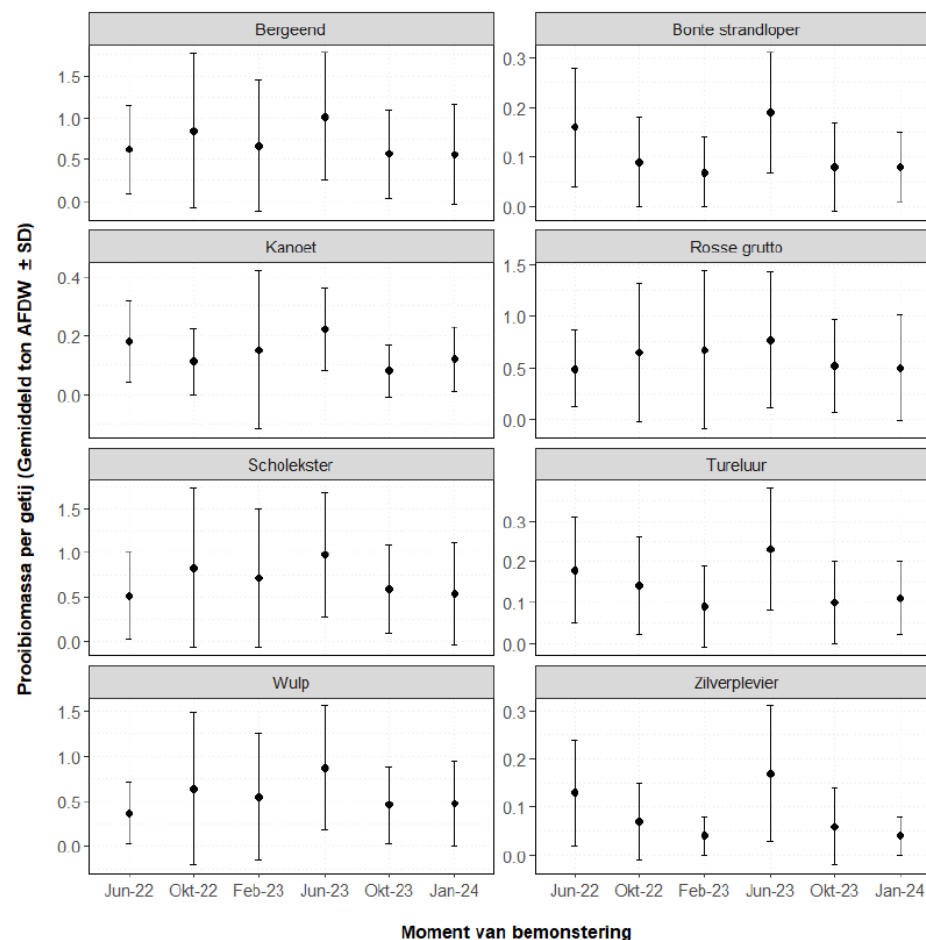 Prooibiomassa per getij (Gemiddeld ton AFDW ± SD)
Bergeend
1.5
1.0
0.5
0.0
Bonte strandloper
0.3
0.2
0.1
0.0
Kanoet
0.4
0.2
0.0
Rosse grutto
1.5
1.0
0.5
0.0
Scholekster
1.5
1.0
0.5
0.0
Tureluur
0.3
0.2
0.1
0.0
Wulp
1.5
1.0
0.5
0.0
Zilverplevier
0.3
0.2
0.1
0.0
Jun-22 Okt-22 Feb-23 Jun-23 Okt-23 Jan-24
Jun-22 Okt-22 Feb-23 Jun-23 Okt-23 Jan-24
Moment van bemonstering